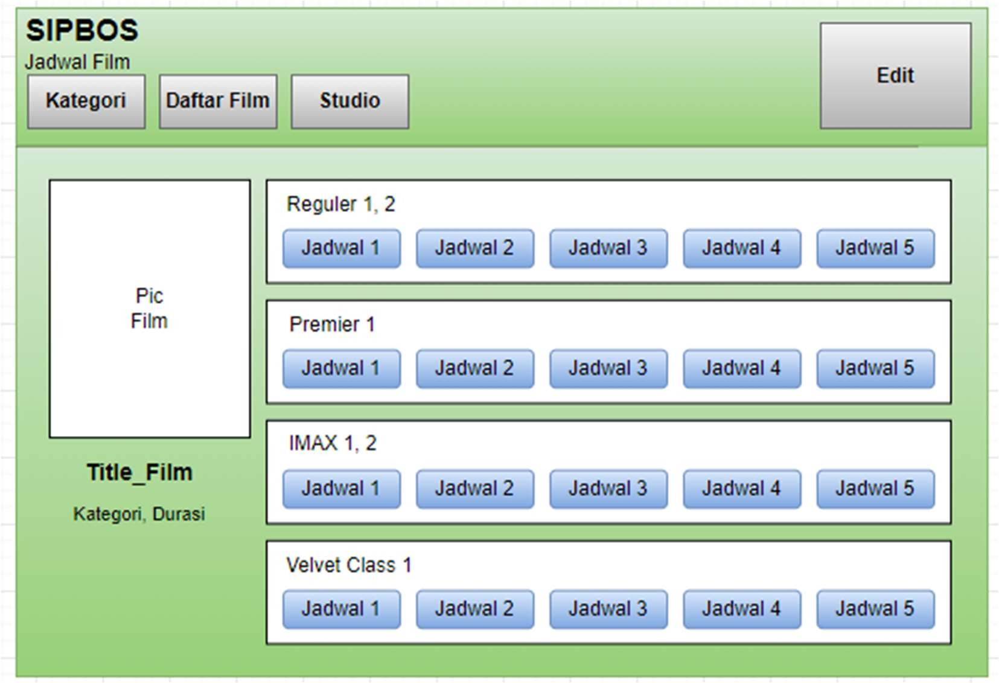 SIPBOS
Jadwal Film
Kategori Daftar Film Studio
Edit
Pic
Film
Title_Film
Kategori, Durasi
Reguler 1, 2
Jadwal 1 Jadwal 2 Jadwal 3 Jadwal 4 Jadwal 5
Premier 1
Jadwal 1 Jadwal 2 Jadwal 3 Jadwal 4 Jadwal 5
IMAX 1, 2
Jadwal 1 Jadwal 2 Jadwal 3 Jadwal 4 Jadwal 5
Velvet Class 1
Jadwal 1 Jadwal 2 Jadwal 3 Jadwal 4 Jadwal 5